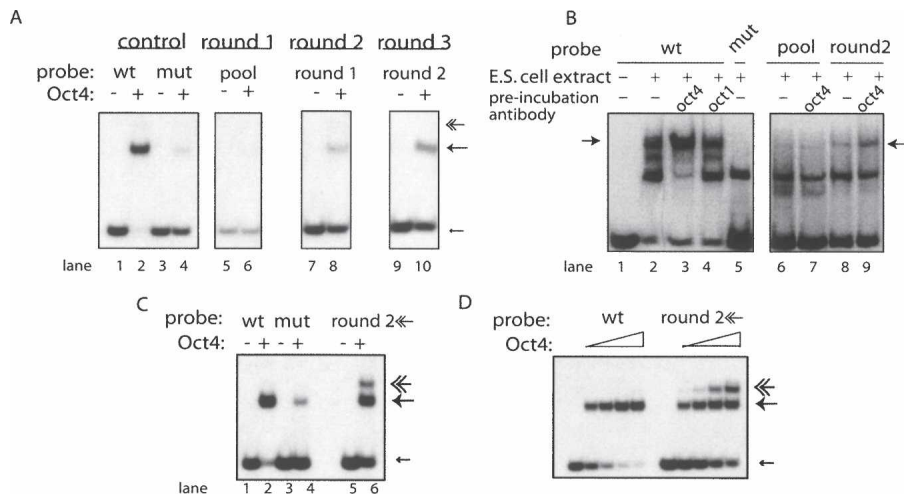 A
control round 1 round 2 round 3
probe: wt mut pool round 1 round 2
Oct4: - + - + - + - + - +
lane 1 2 3 4 5 6 7 8 9 10
B
probe wt mut pool round2
E.S. cell extract - + + + + + + + +
pre-incubation antibody - - oct4 oct1 - - oct4 - oct4
lane 1 2 3 4 5 6 7 8 9
C
probe: wt mut round 2
Oct4: - + - + - +
lane 1 2 3 4 5 6
D
probe: wt round 2
Oct4: